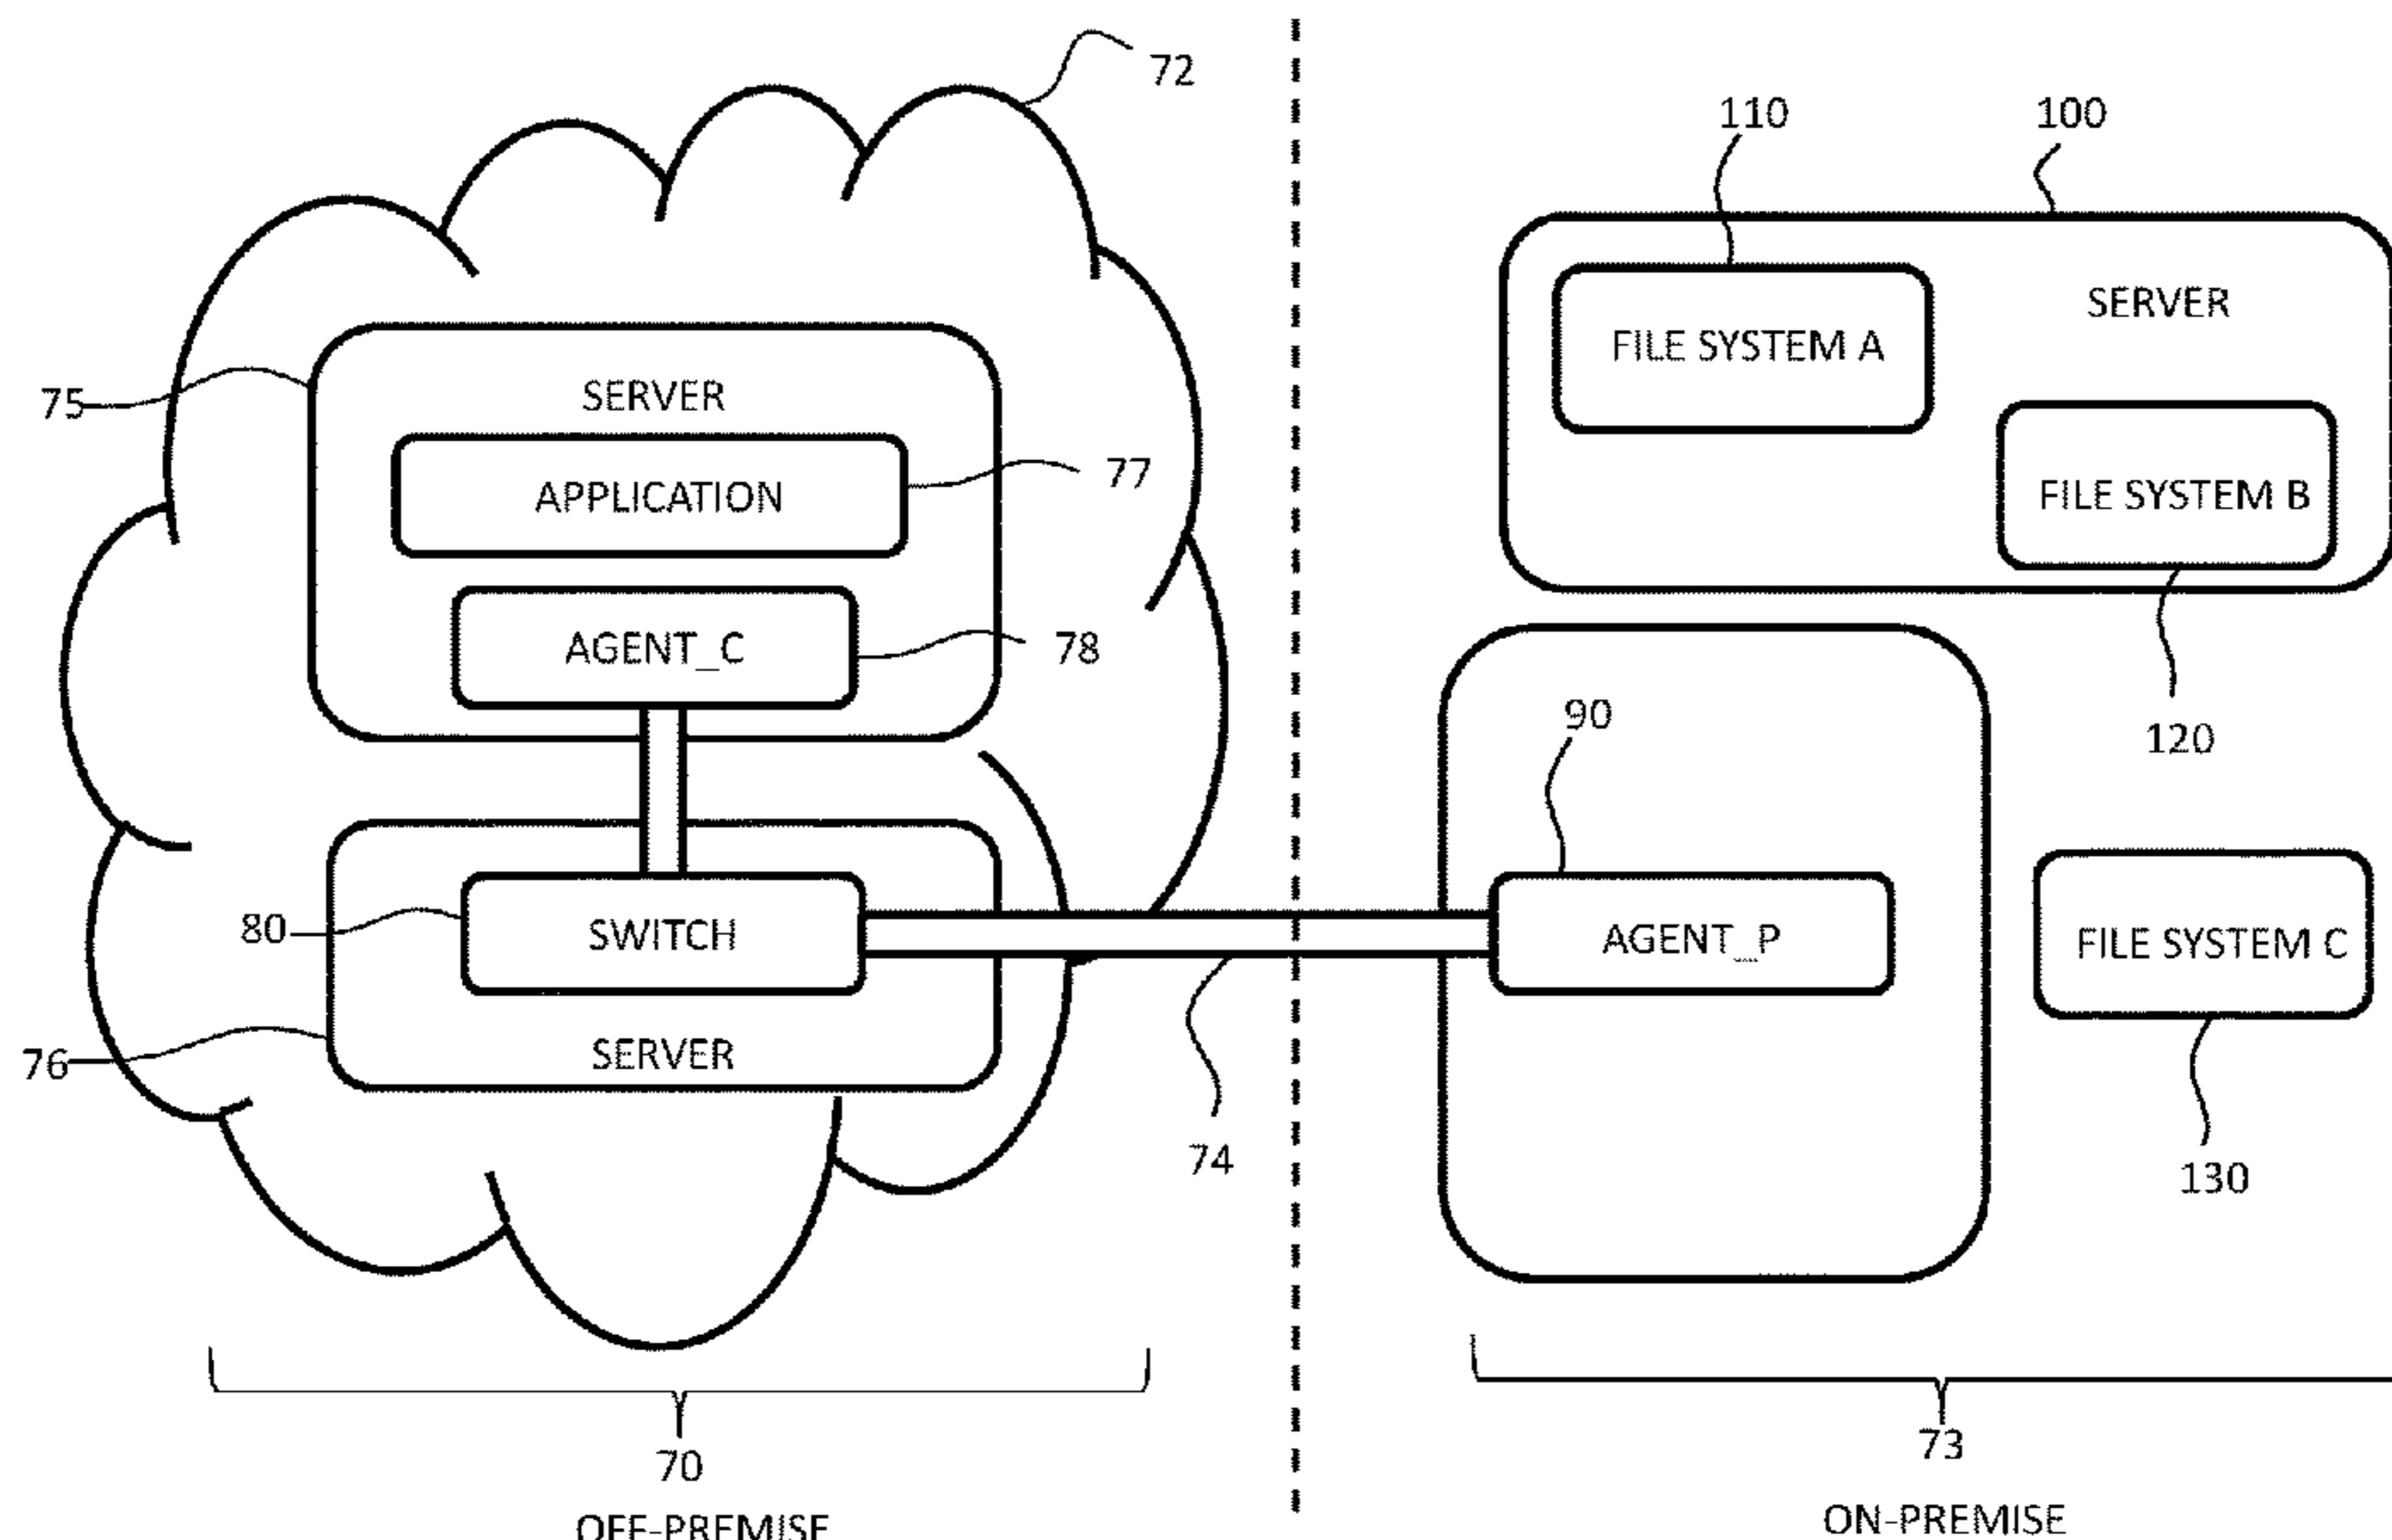 72
110
100
SERVER
FILE SYSTEM A
75
SERVER
77
APPLICATION
FILE SYSTEM B
AGENT_C
78
90
120
80
SWITCH
AGENT_P
FILE SYSTEM C
76
SERVER
74
130
70
73
OFF-PREMISE
ON-PREMISE